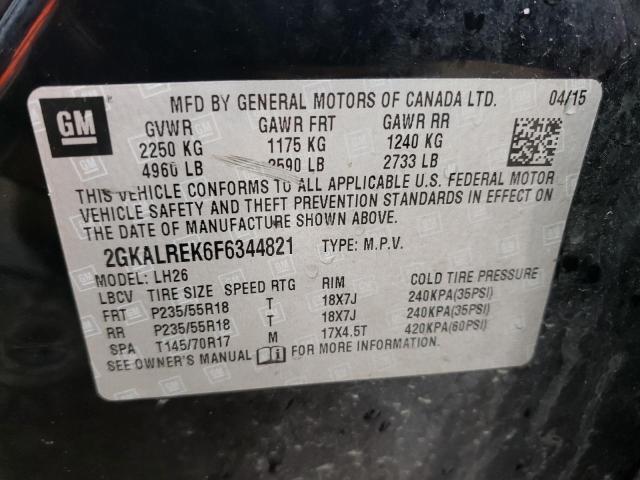 GM
MFD BY GENERAL MOTORS OF CANADA LTD. 04/15
GVWR GAWR FRT GAWR RR
2250 KG 1175 KG 1240 KG
4960 LB 2590 LB 2733 LB
THIS VEHICLE CONFORMS TO ALL APPLICABLE U.S. FEDERAL MOTOR
VEHICLE SAFETY AND THEFT PREVENTION STANDARDS IN EFFECT ON
THE DATE OF MANUFACTURE SHOWN ABOVE.
2GKALREK6F6344821 TYPE: M.P.V.
MODEL: LH26
LBCV TIRE SIZE SPEED RTG RIM COLD TIRE PRESSURE
FRT P235/55R18 T 18X7J 240KPA(35PSI)
RR P235/55R18 T 18X7J 240KPA(35PSI)
SPA T145/70R17 M 17X4.5T 420KPA(60PSI)
SEE OWNER'S MANUAL i FOR MORE INFORMATION.